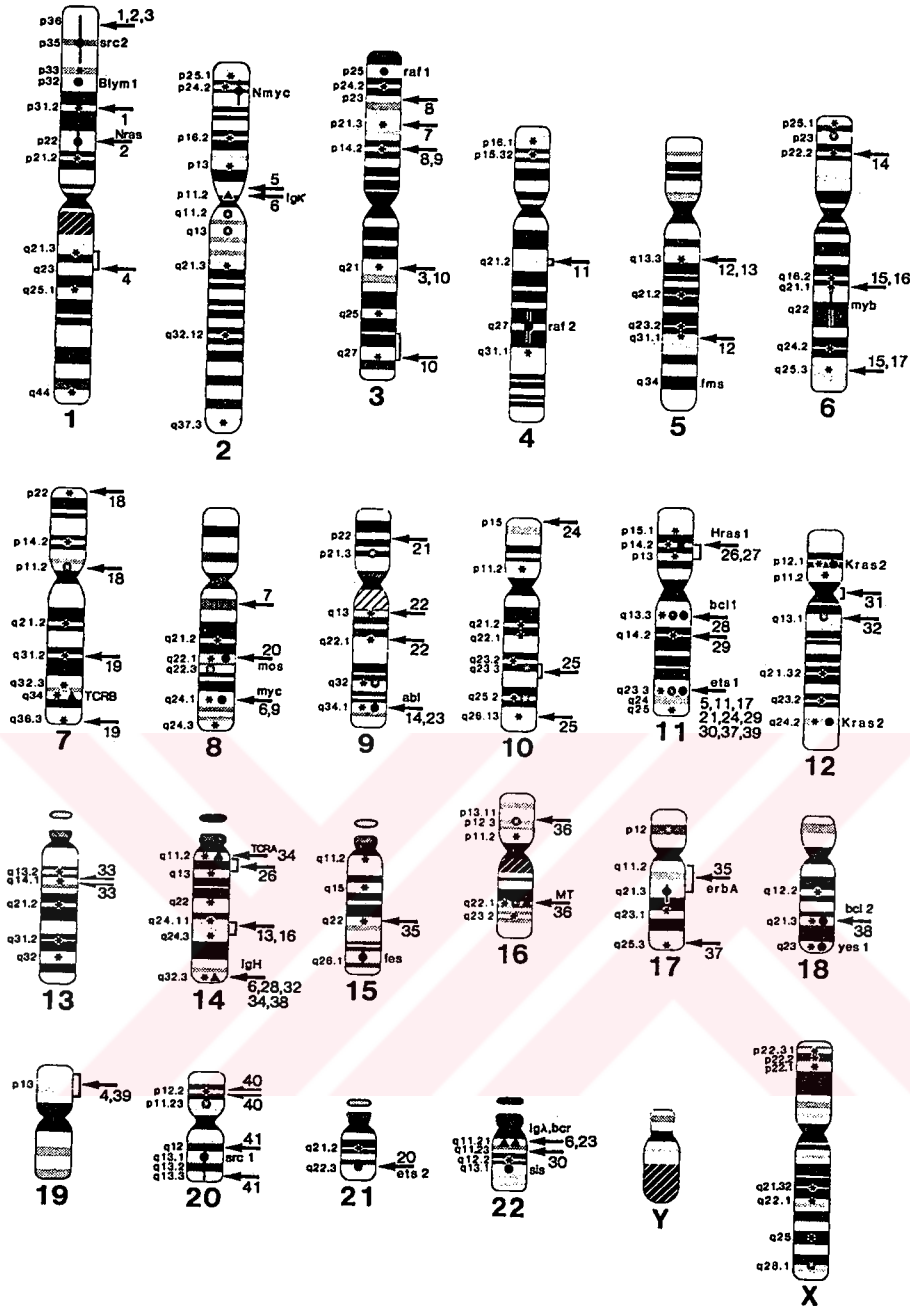 p36
1,2,3
p35 src2
p33
p32 Blym1
p31.2
1
Nras
p22
2
p21.2
q21.3
q23
4
q25.1
q44
1
p25.1
p24.2 Nmyc
p16.2
p13
5
p11.2
6 IgK
q11.2
q13
q21.3
q32.12
q37.3
2
p25 raf1
p24.2
p23
8
p21.3
7
p14.2
8,9
q21
3,10
q25
q27
10
3
p16.1
p15.32
q21.2
11
q27 raf2
q31.1
4
q13.3
12,13
q21.2
q23.2
q31.1
12
q34 fms
5
p25.1
p23
p22.2
14
q16.2
15,16
q21.1
myb
q22
q24.2
q25.3
15,17
6
p22
18
p14.2
p11.2
18
q21.2
q31.2
19
q32.3
q34 TCRB
q36.3
19
7
7
q21.2
20
q22.1
mos
q22.3
myc
q24.1
6,9
q24.3
8
p22
21
p21.3
q13
22
q22.1
22
q32
abl
q34.1
14,23
9
p15
24
p11.2
q21.2
q22.1
q23.2
q23.3
25
q25.2
q26.13
25
10
p15.1
Hras1
p14.2
26,27
p13
bcl1
q13.3
28
q14.2
29
q23.3 ets1
q24
5,11,17
q25
21,24,29
30,37,39
11
p12.1 Kras2
p11.2
31
q13.1
32
q21.32
q23.2
q24.2 Kras2
12
q13.2
33
q14.1
33
q21.2
q31.2
q32
13
q11.2 TCRA 34
q13
26
q22
q24.11
13,16
q24.3
IgH
q32.3
6,28,32
34,38
14
q11.2
q15
q22
35
q26.1 fes
15
p13.11
p12.3
36
p11.2
MT
q22.1
36
q23.2
16
p12
q11.2
35
q21.3
erbA
q23.1
q25.3
37
17
q12.2
bcl2
q21.3
38
q23 yes1
18
p13
4,39
19
p12.2
40
p11.23
40
q12
41
q13.1 src1
q13.2
q13.3
41
20
q21.2
20
q22.3
ets2
21
Igλ,bcr
q11.21
6,23
q11.23
30
q12.2
q13.1 sis
22
Y
p22.31
p22.2
p22.1
q21.32
q22.1
q25
q28.1
X